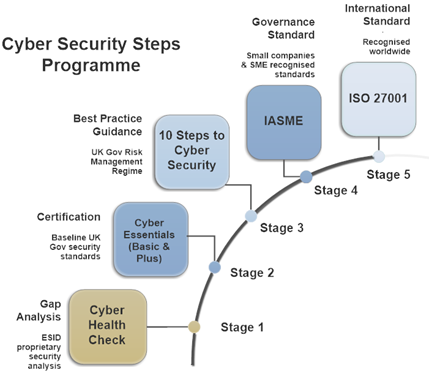 Cyber Security Steps
Programme
International
Standard
Recognised
worldwide
ISO 27001
Stage 5
Governance
Standard
Small companies
& SME recognised
standards
IASME
Stage 4
Best Practice
Guidance
UK Gov Risk
Management
Regime
10 Steps to
Cyber
Security
Stage 3
Certification
Baseline UK
Gov security
standards
Cyber
Essentials
(Basic &
Plus)
Stage 2
Gap
Analysis
ESID
proprietary
security
analysis
Cyber
Health
Check
Stage 1